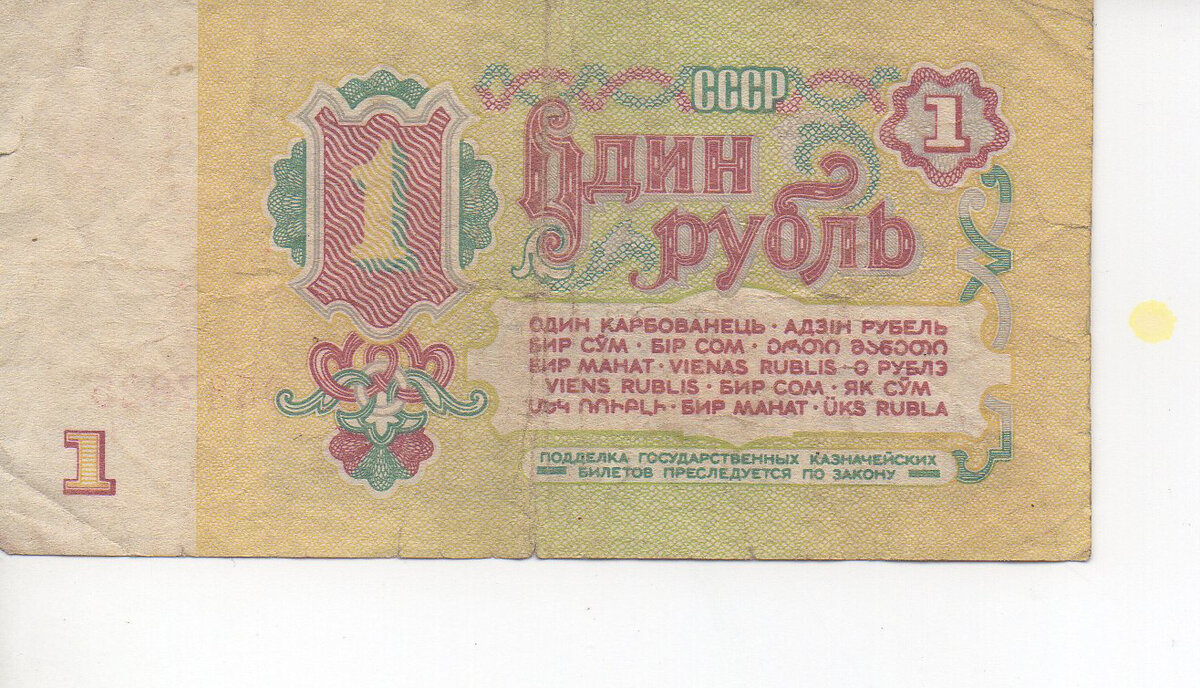 СССР
1
1
Один
рубль
ОДИН КАРБОВАНЕЦЬ · АДЗІН РУБЕЛЬ
БИР СЎМ · БІР СОМ · ᲔᲠᲗᲘ ᲛᲐᲜᲔᲗᲘ
БИР МАНАТ · VIENAS RUBLIS · О РУБЛЭ
VIENS RUBLIS · БИР СОМ · ЯК СЎМ
ՄԵԿ ՌՈՒԲԼԻ · БИР МАНАТ · ÜKS RUBLA
ПОДДЕЛКА ГОСУДАРСТВЕННЫХ КАЗНАЧЕЙСКИХ
БИЛЕТОВ ПРЕСЛЕДУЕТСЯ ПО ЗАКОНУ
1